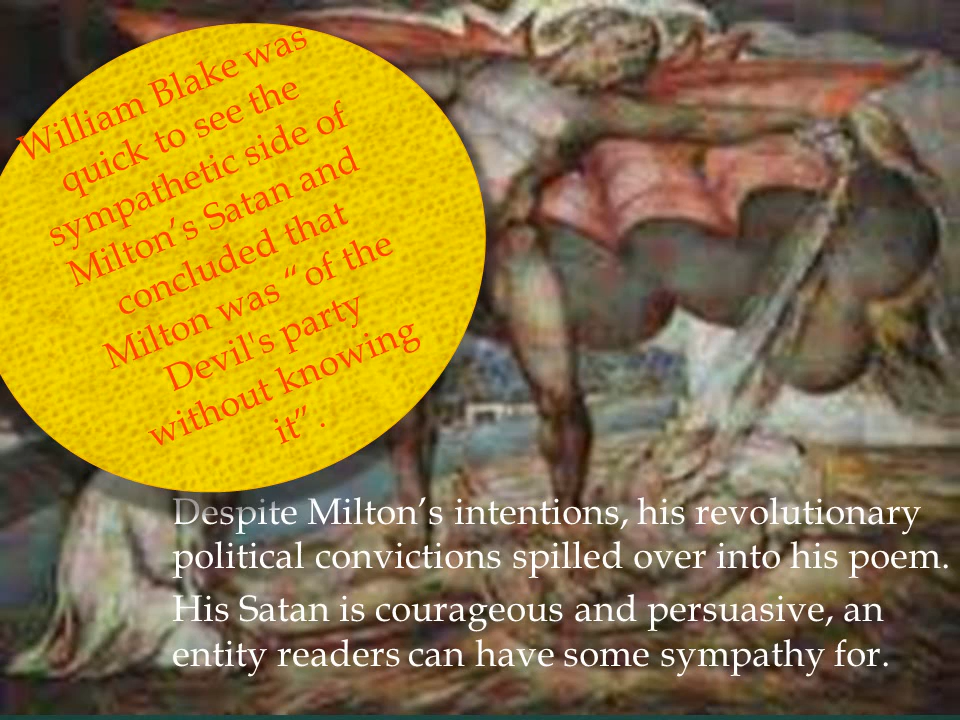 William Blake was
quick to see the
sympathetic side of
Milton’s Satan and
concluded that
Milton was “ of the
Devil's party
without knowing
it” .
Despite Milton’s intentions, his revolutionary
political convictions spilled over into his poem.
His Satan is courageous and persuasive, an
entity readers can have some sympathy for.